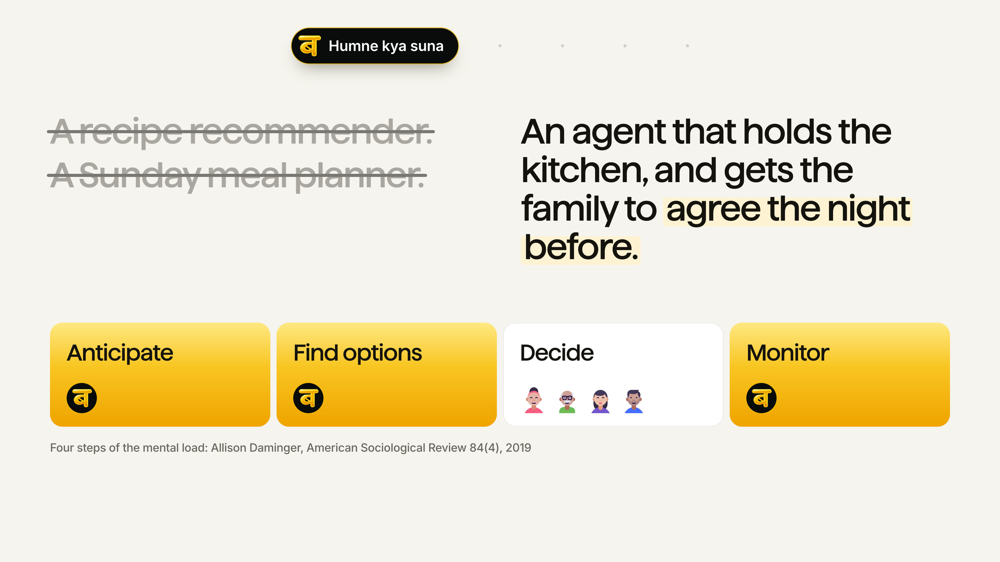 ब Humne kya suna
A recipe recommender.
A Sunday meal planner.
An agent that holds the
kitchen, and gets the
family to agree the night
before.
Anticipate
ब
Find options
ब
Decide
Monitor
ब
Four steps of the mental load: Allison Daminger, American Sociological Review 84(4), 2019